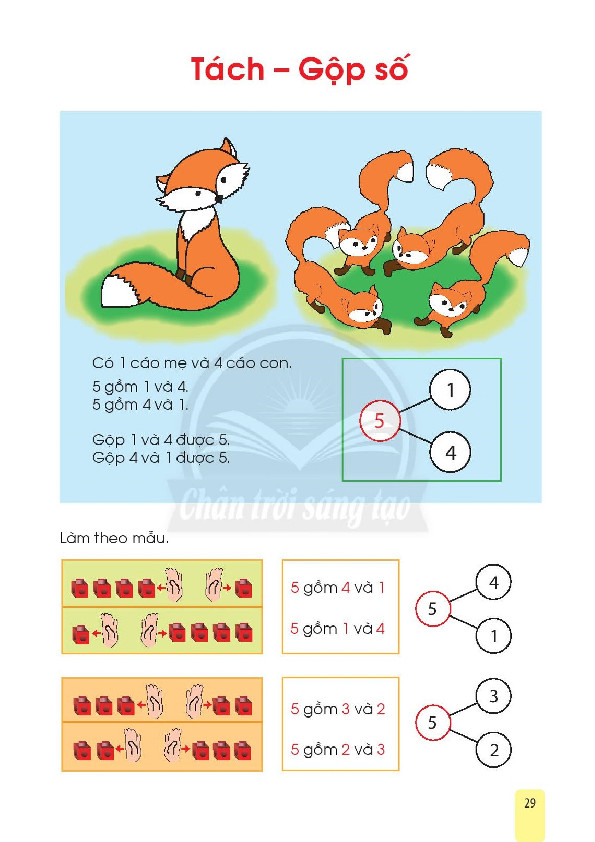 Tách – Gộp số
Có 1 cáo mẹ và 4 cáo con.
5 gồm 1 và 4.
5 gồm 4 và 1.
Gộp 1 và 4 được 5.
Gộp 4 và 1 được 5.
1
5
4
Chân trời sáng tạo
Làm theo mẫu.
5 gồm 4 và 1
5 gồm 1 và 4
4
5
1
5 gồm 3 và 2
5 gồm 2 và 3
3
5
2
29